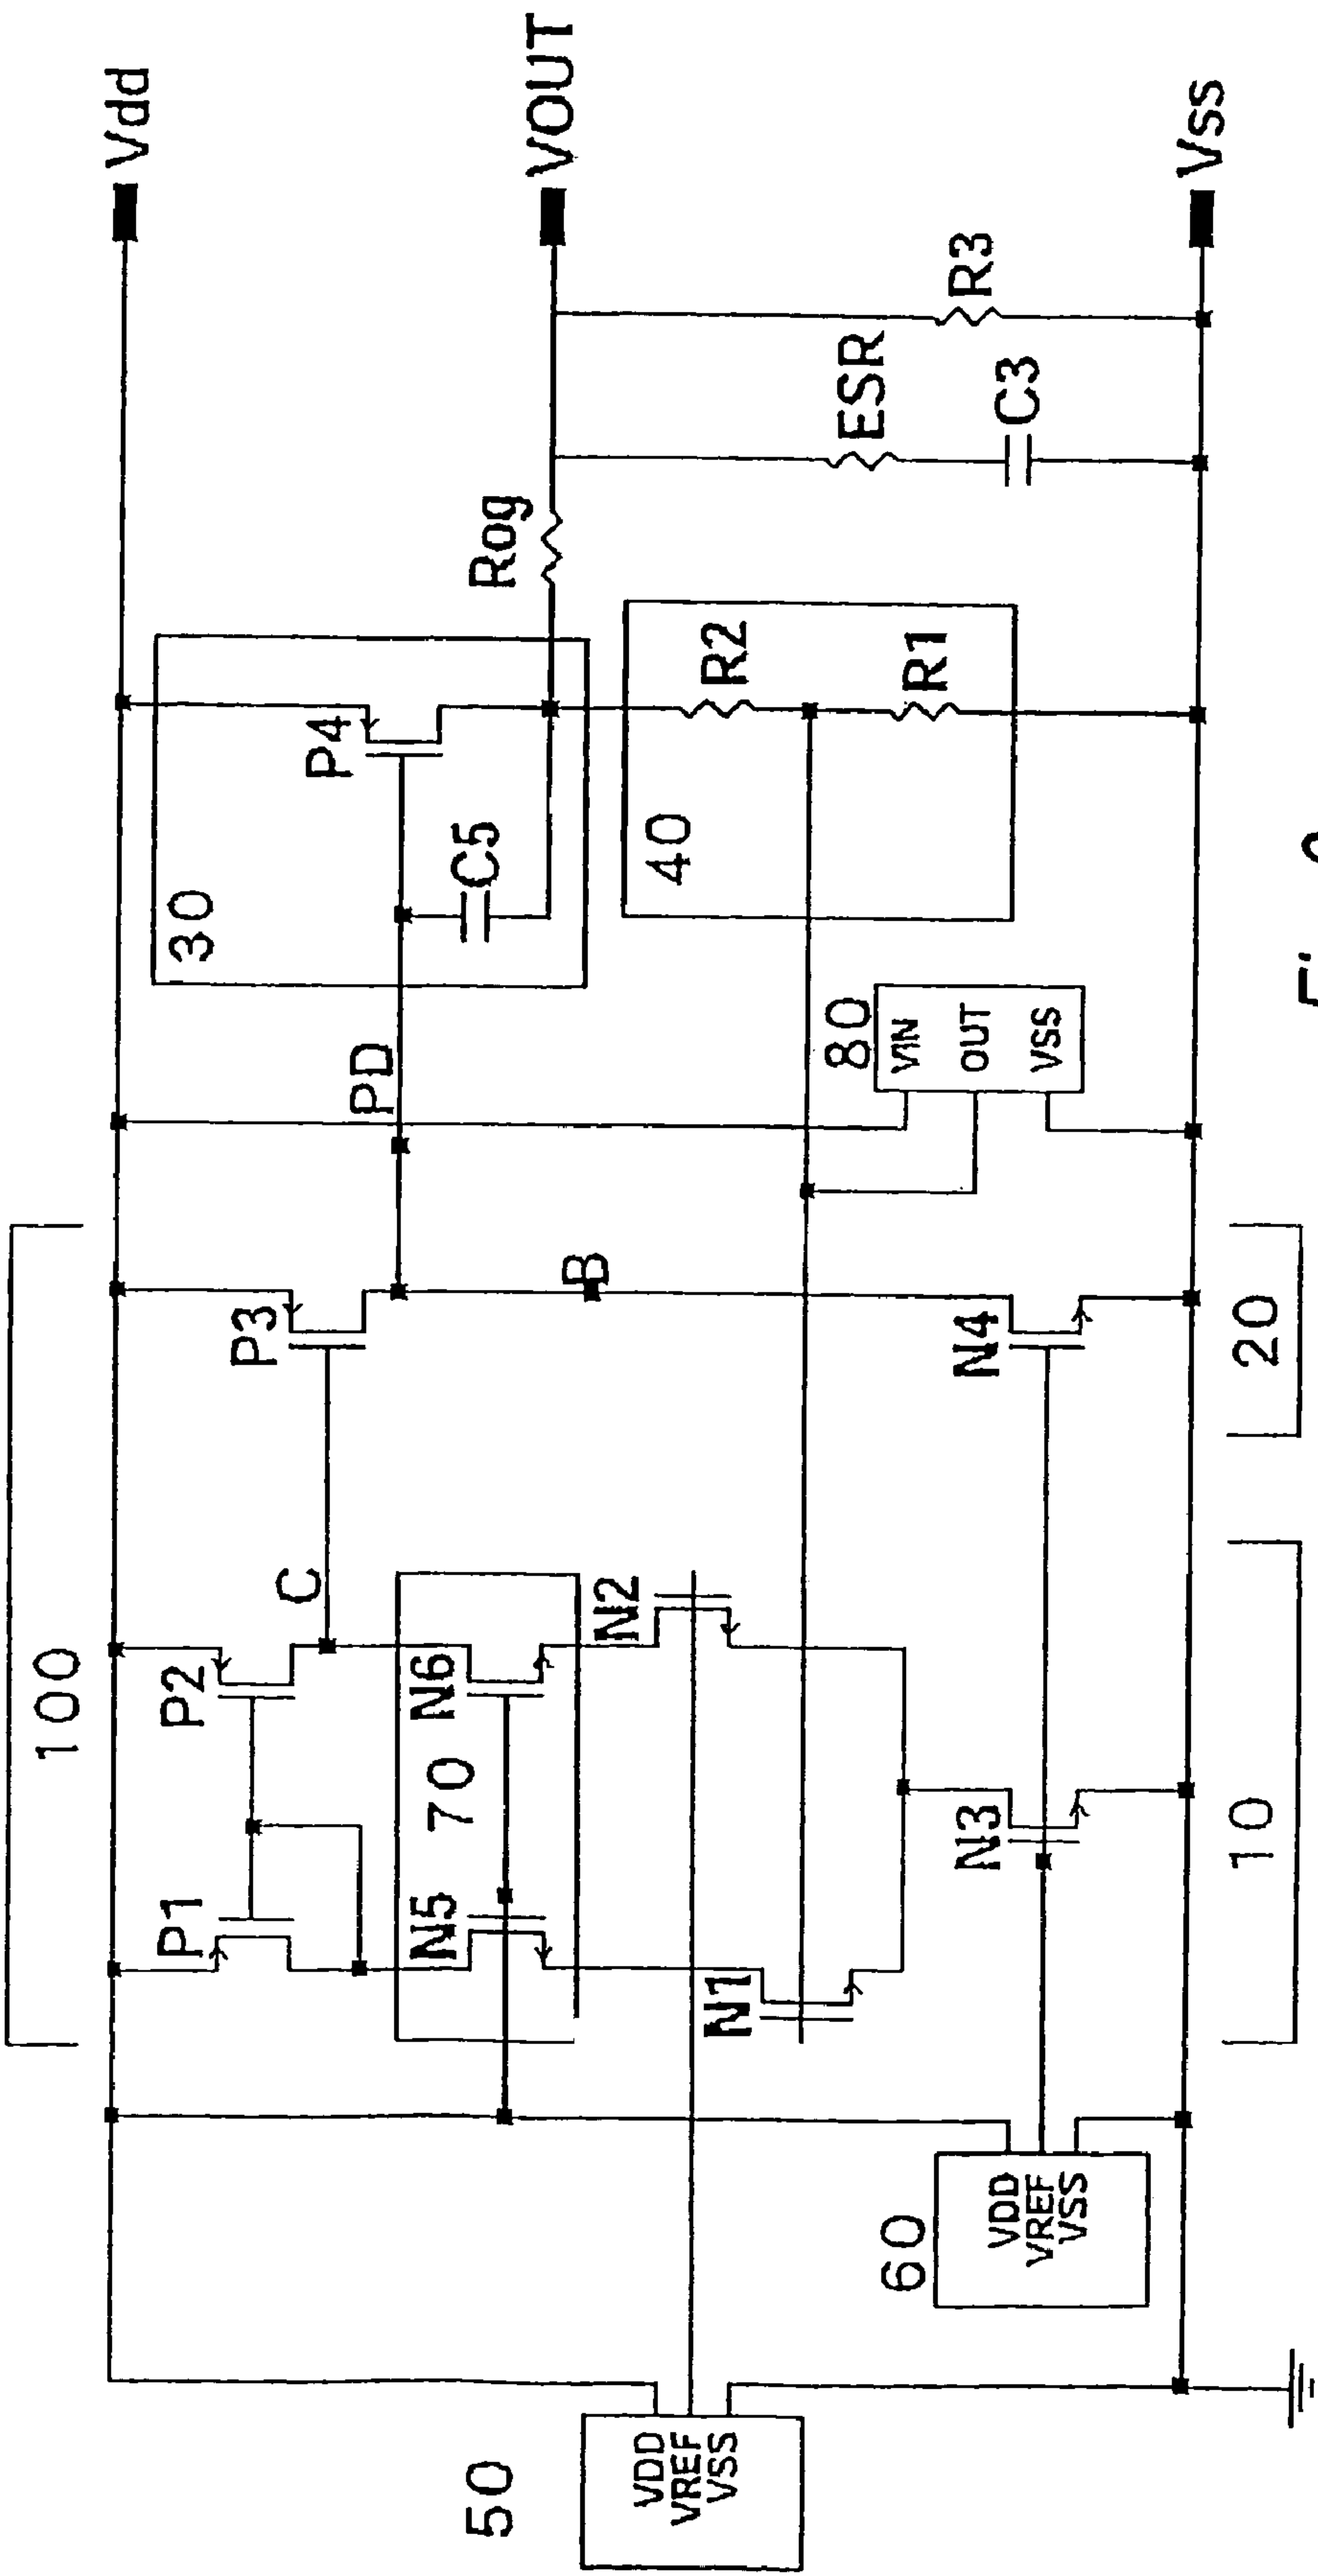 100
Vdd
P1
P2
C
P3
30
P4
PD
C5
Rog
VOUT
N5
70
N6
B
50
VDD
VREF
VSS
N1
N2
40
R2
R1
80
VIN
OUT
VSS
ESR
C3
R3
60
VDD
VREF
VSS
N3
N4
Vss
10
20